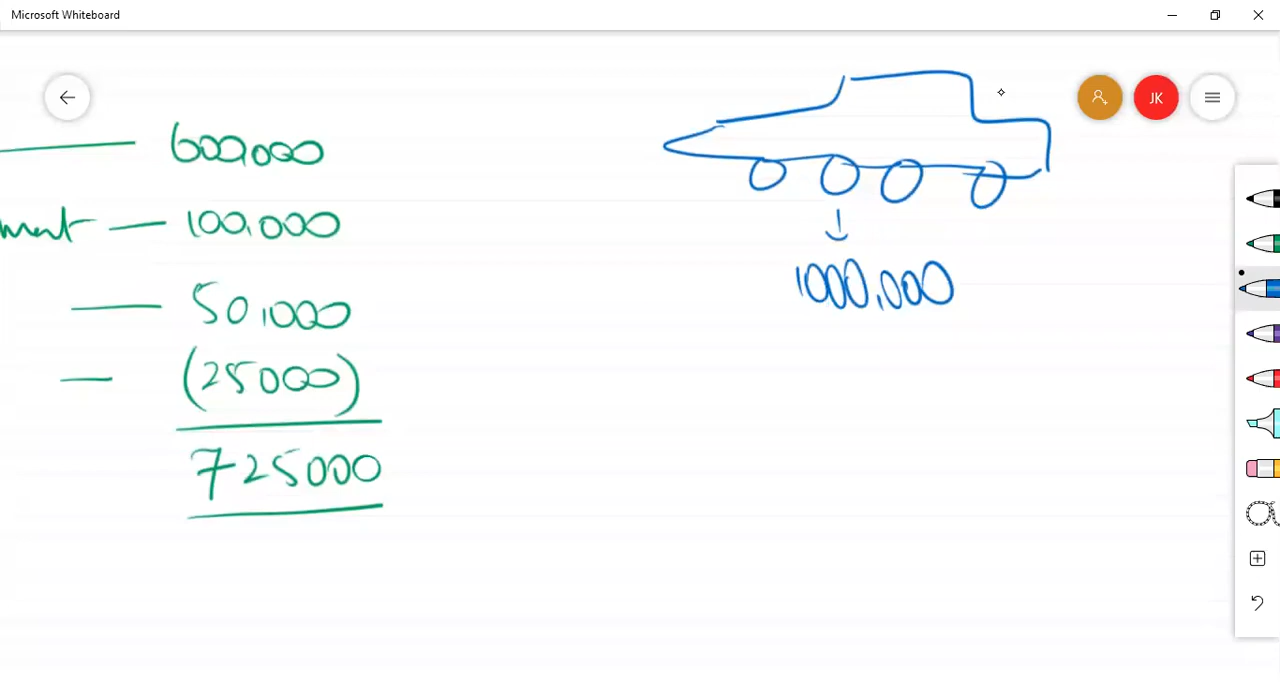 Microsoft Whiteboard
JK
600,000
ment — 100,000
— 50,000
— (25000)
725000
1000,000